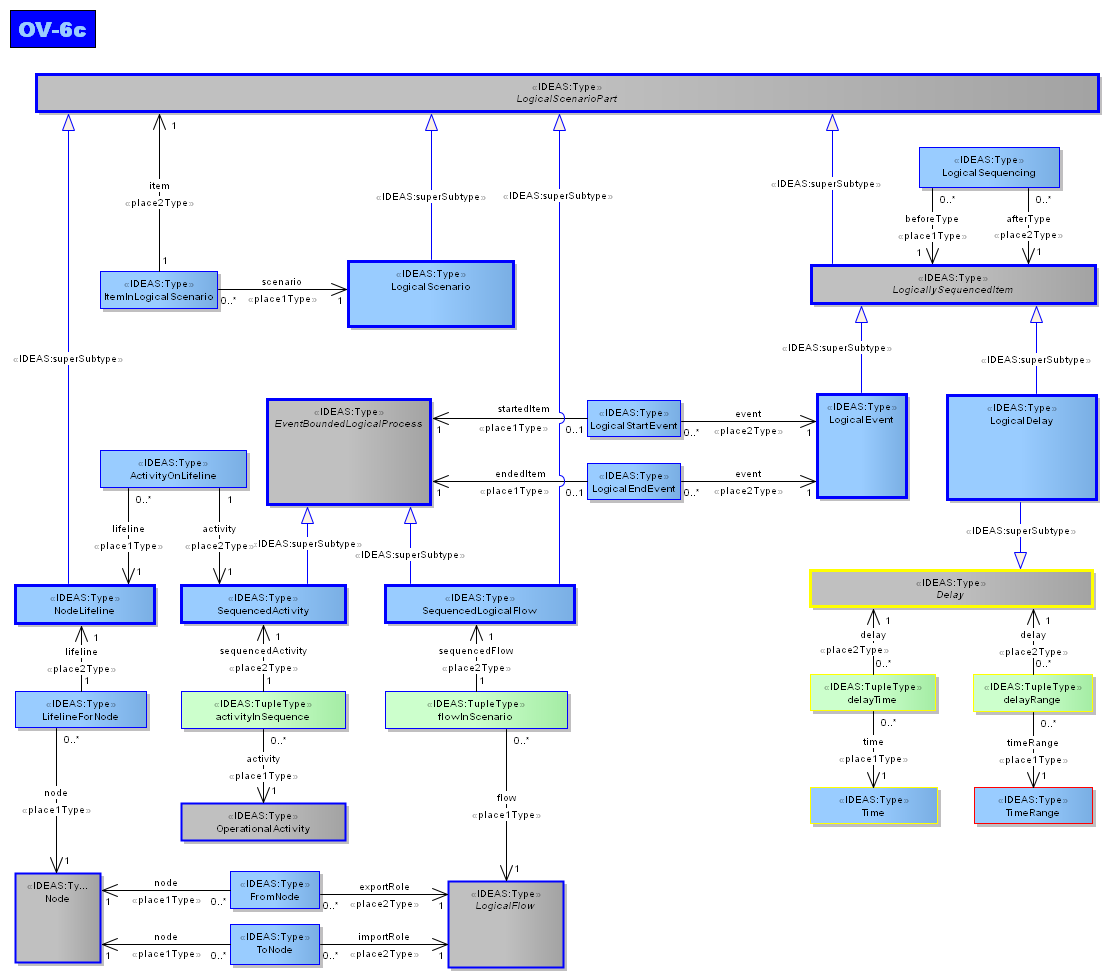 OV-6c
«IDEAS:Type»
LogicalScenarioPart
1
item
«place2Type»
1
«IDEAS:superSubtype»
«IDEAS:superSubtype»
«IDEAS:superSubtype»
«IDEAS:Type»
LogicalSequencing
0..*
0..*
beforeType
«place1Type»
1
afterType
«place2Type»
1
«IDEAS:Type»
ItemInLogicalScenario
0..*
scenario
«place1Type»
1
«IDEAS:Type»
LogicalScenario
«IDEAS:Type»
LogicallySequencedItem
«IDEAS:superSubtype»
«IDEAS:superSubtype»
«IDEAS:superSubtype»
«IDEAS:Type»
EventBoundedLogicalProcess
1
startedItem
«place1Type»
0..1
«IDEAS:Type»
LogicalStartEvent
0..*
event
«place2Type»
1
«IDEAS:Type»
LogicalEvent
«IDEAS:Type»
LogicalDelay
1
endedItem
«place1Type»
0..1
«IDEAS:Type»
LogicalEndEvent
0..*
event
«place2Type»
1
«IDEAS:Type»
ActivityOnLifeline
0..*
1
lifeline
«place1Type»
1
activity
«place2Type»
1
«IDEAS:superSubtype»
«IDEAS:superSubtype»
«IDEAS:superSubtype»
«IDEAS:Type»
NodeLifeline
«IDEAS:Type»
SequencedActivity
«IDEAS:Type»
SequencedLogicalFlow
«IDEAS:Type»
Delay
1
lifeline
«place2Type»
1
1
sequencedActivity
«place2Type»
1
1
sequencedFlow
«place2Type»
1
1
delay
«place2Type»
0..*
1
delay
«place2Type»
0..*
«IDEAS:Type»
LifelineForNode
0..*
«IDEAS:TupleType»
activityInSequence
0..*
«IDEAS:TupleType»
flowInScenario
0..*
«IDEAS:TupleType»
delayTime
0..*
«IDEAS:TupleType»
delayRange
0..*
activity
«place1Type»
1
time
«place1Type»
1
timeRange
«place1Type»
1
node
«place1Type»
1
flow
«place1Type»
1
«IDEAS:Type»
OperationalActivity
«IDEAS:Type»
Time
«IDEAS:Type»
TimeRange
«IDEAS:Ty...
Node
1
node
«place1Type»
0..*
«IDEAS:Type»
FromNode
0..*
exportRole
«place2Type»
1
«IDEAS:Type»
LogicalFlow
1
node
«place1Type»
0..*
«IDEAS:Type»
ToNode
0..*
importRole
«place2Type»
1